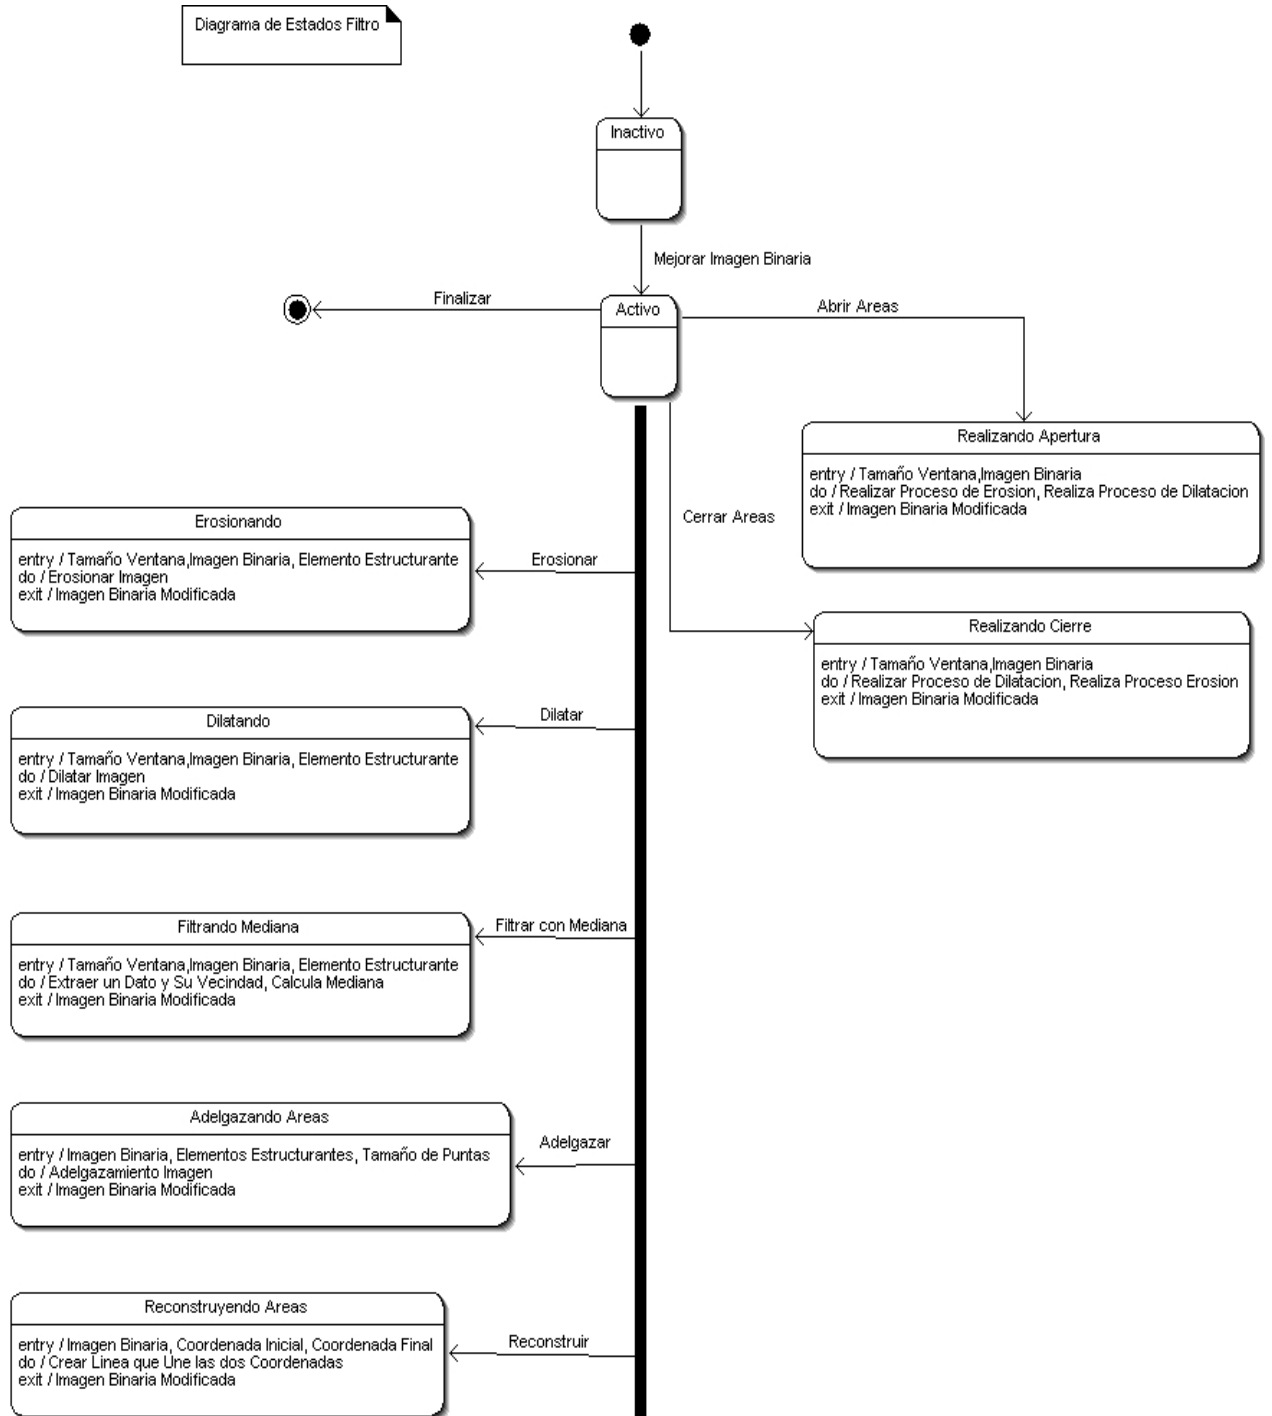 Diagrama de Estados Filtro
Inactivo
Mejorar Imagen Binaria
Finalizar
Activo
Abrir Areas
Realizando Apertura
entry / Tamaño Ventana,Imagen Binaria
do / Realizar Proceso de Erosion, Realiza Proceso de Dilatacion
exit / Imagen Binaria Modificada
Cerrar Areas
Erosionando
entry / Tamaño Ventana,Imagen Binaria, Elemento Estructurante
do / Erosionar Imagen
exit / Imagen Binaria Modificada
Erosionar
Realizando Cierre
entry / Tamaño Ventana,Imagen Binaria
do / Realizar Proceso de Dilatacion, Realiza Proceso Erosion
exit / Imagen Binaria Modificada
Dilatando
entry / Tamaño Ventana,Imagen Binaria, Elemento Estructurante
do / Dilatar Imagen
exit / Imagen Binaria Modificada
Dilatar
Filtrando Mediana
entry / Tamaño Ventana,Imagen Binaria, Elemento Estructurante
do / Extraer un Dato y Su Vecindad, Calcula Mediana
exit / Imagen Binaria Modificada
Filtrar con Mediana
Adelgazando Areas
entry / Imagen Binaria, Elementos Estructurantes, Tamaño de Puntas
do / Adelgazamiento Imagen
exit / Imagen Binaria Modificada
Adelgazar
Reconstruyendo Areas
entry / Imagen Binaria, Coordenada Inicial, Coordenada Final
do / Crear Linea que Une las dos Coordenadas
exit / Imagen Binaria Modificada
Reconstruir